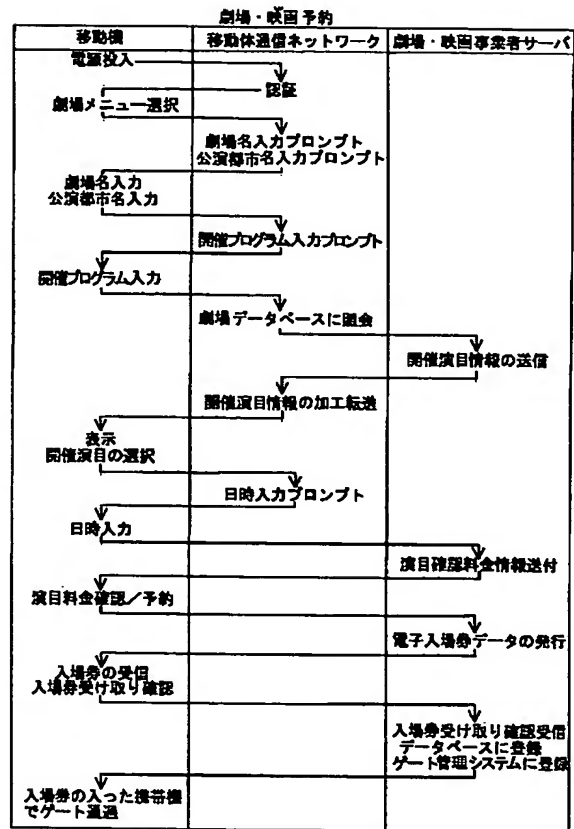 劇場・映画予約
移動機
移動体通信ネットワーク
劇場・映画事業者サーバ
電源投入
認証
劇場メニュー選択
劇場名入力プロンプト
公演都市名入力プロンプト
劇場名入力
公演都市名入力
開催プログラム入力プロンプト
開催プログラム入力
劇場データベースに照会
開催演目情報の送信
開催演目情報の加工転送
表示
開催演目の選択
日時入力プロンプト
日時入力
演目確認料金情報送付
演目料金確認／予約
電子入場券データの発行
入場券の受信
入場券受け取り確認
入場券受け取り確認受信
データベースに登録
ゲート管理システムに登録
入場券の入った携帯機
でゲート通過